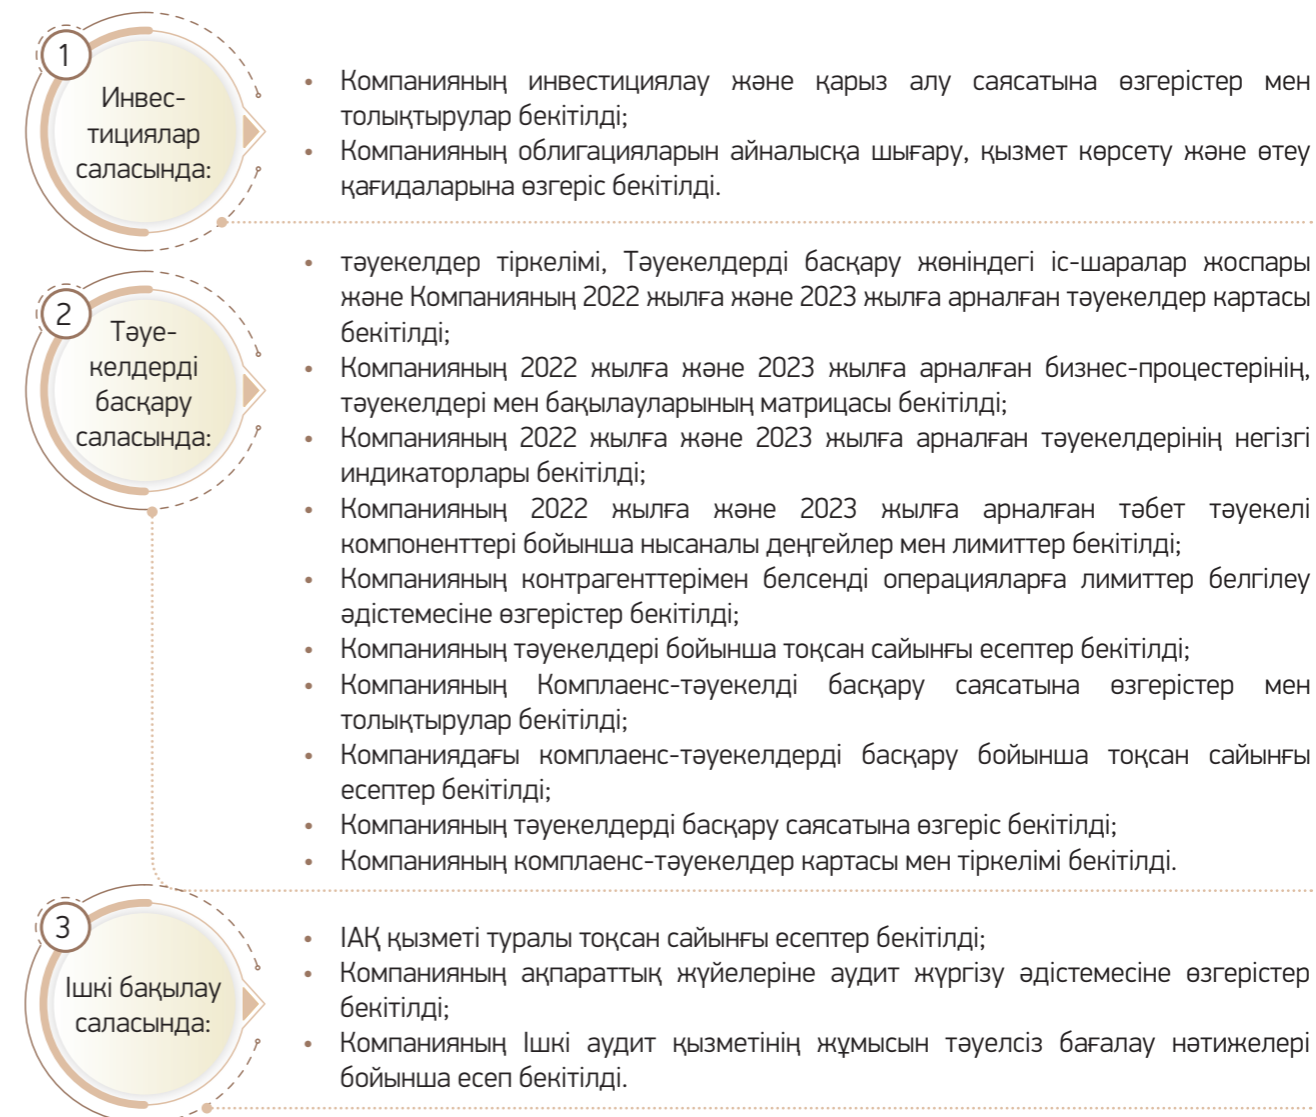 1
Инвес-
тициялар
саласында:
• Компанияның инвестициялау және қарыз алу саясатына өзгерістер мен
толықтырулар бекітілді;
• Компанияның облигацияларын айналысқа шығару, қызмет көрсету және өтеу
қағидаларына өзгеріс бекітілді.
2
Тәуе-
келдерді
басқару
саласында:
• тәуекелдер тіркелімі, Тәуекелдерді басқару жөніндегі іс-шаралар жоспары
және Компанияның 2022 жылға және 2023 жылға арналған тәуекелдер картасы
бекітілді;
• Компанияның 2022 жылға және 2023 жылға арналған бизнес-процестерінің,
тәуекелдері мен бақылауларының матрицасы бекітілді;
• Компанияның 2022 жылға және 2023 жылға арналған тәуекелдерінің негізгі
индикаторлары бекітілді;
• Компанияның 2022 жылға және 2023 жылға арналған тәбет тәуекелі
компоненттері бойынша нысаналы деңгейлер мен лимиттер бекітілді;
• Компанияның контрагенттерімен белсенді операцияларға лимиттер белгілеу
әдістемесіне өзгерістер бекітілді;
• Компанияның тәуекелдері бойынша тоқсан сайынғы есептер бекітілді;
• Компанияның Комплаенс-тәуекелді басқару саясатына өзгерістер мен
толықтырулар бекітілді;
• Компаниядағы комплаенс-тәуекелдерді басқару бойынша тоқсан сайынғы
есептер бекітілді;
• Компанияның тәуекелдерді басқару саясатына өзгеріс бекітілді;
• Компанияның комплаенс-тәуекелдер картасы мен тіркелімі бекітілді.
3
Ішкі бақылау
саласында:
• ІАҚ қызметі туралы тоқсан сайынғы есептер бекітілді;
• Компанияның ақпараттық жүйелеріне аудит жүргізу әдістемесіне өзгерістер
бекітілді;
• Компанияның Ішкі аудит қызметінің жұмысын тәуелсіз бағалау нәтижелері
бойынша есеп бекітілді.